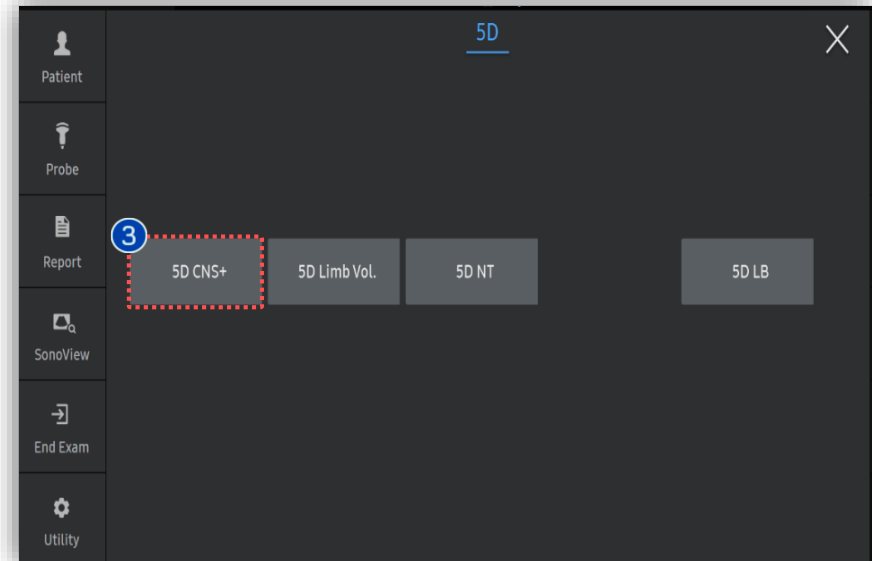 5D
Patient
Probe
Report
SonoView
End Exam
Utility
3
5D CNS+
5D Limb Vol.
5D NT
5D LB